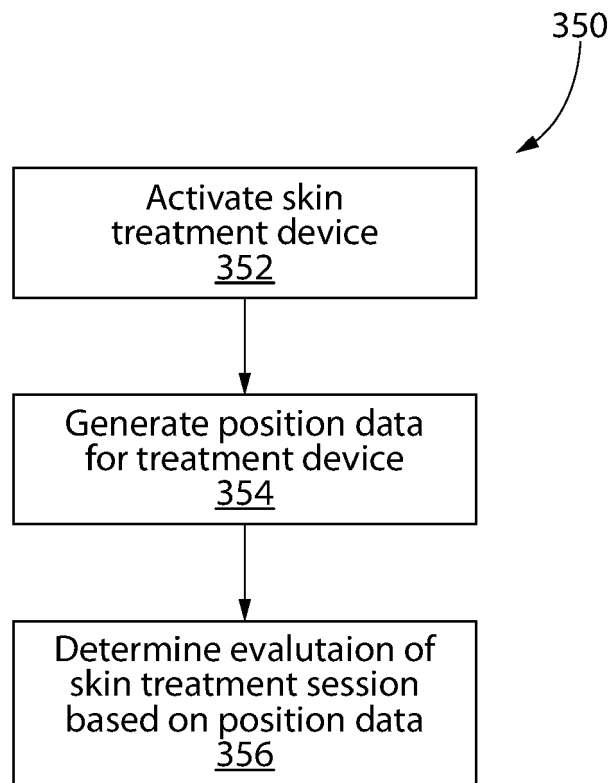 350
Activate skin
treatment device
352
Generate position data
for treatment device
354
Determine evalutaion of
skin treatment session
based on position data
356